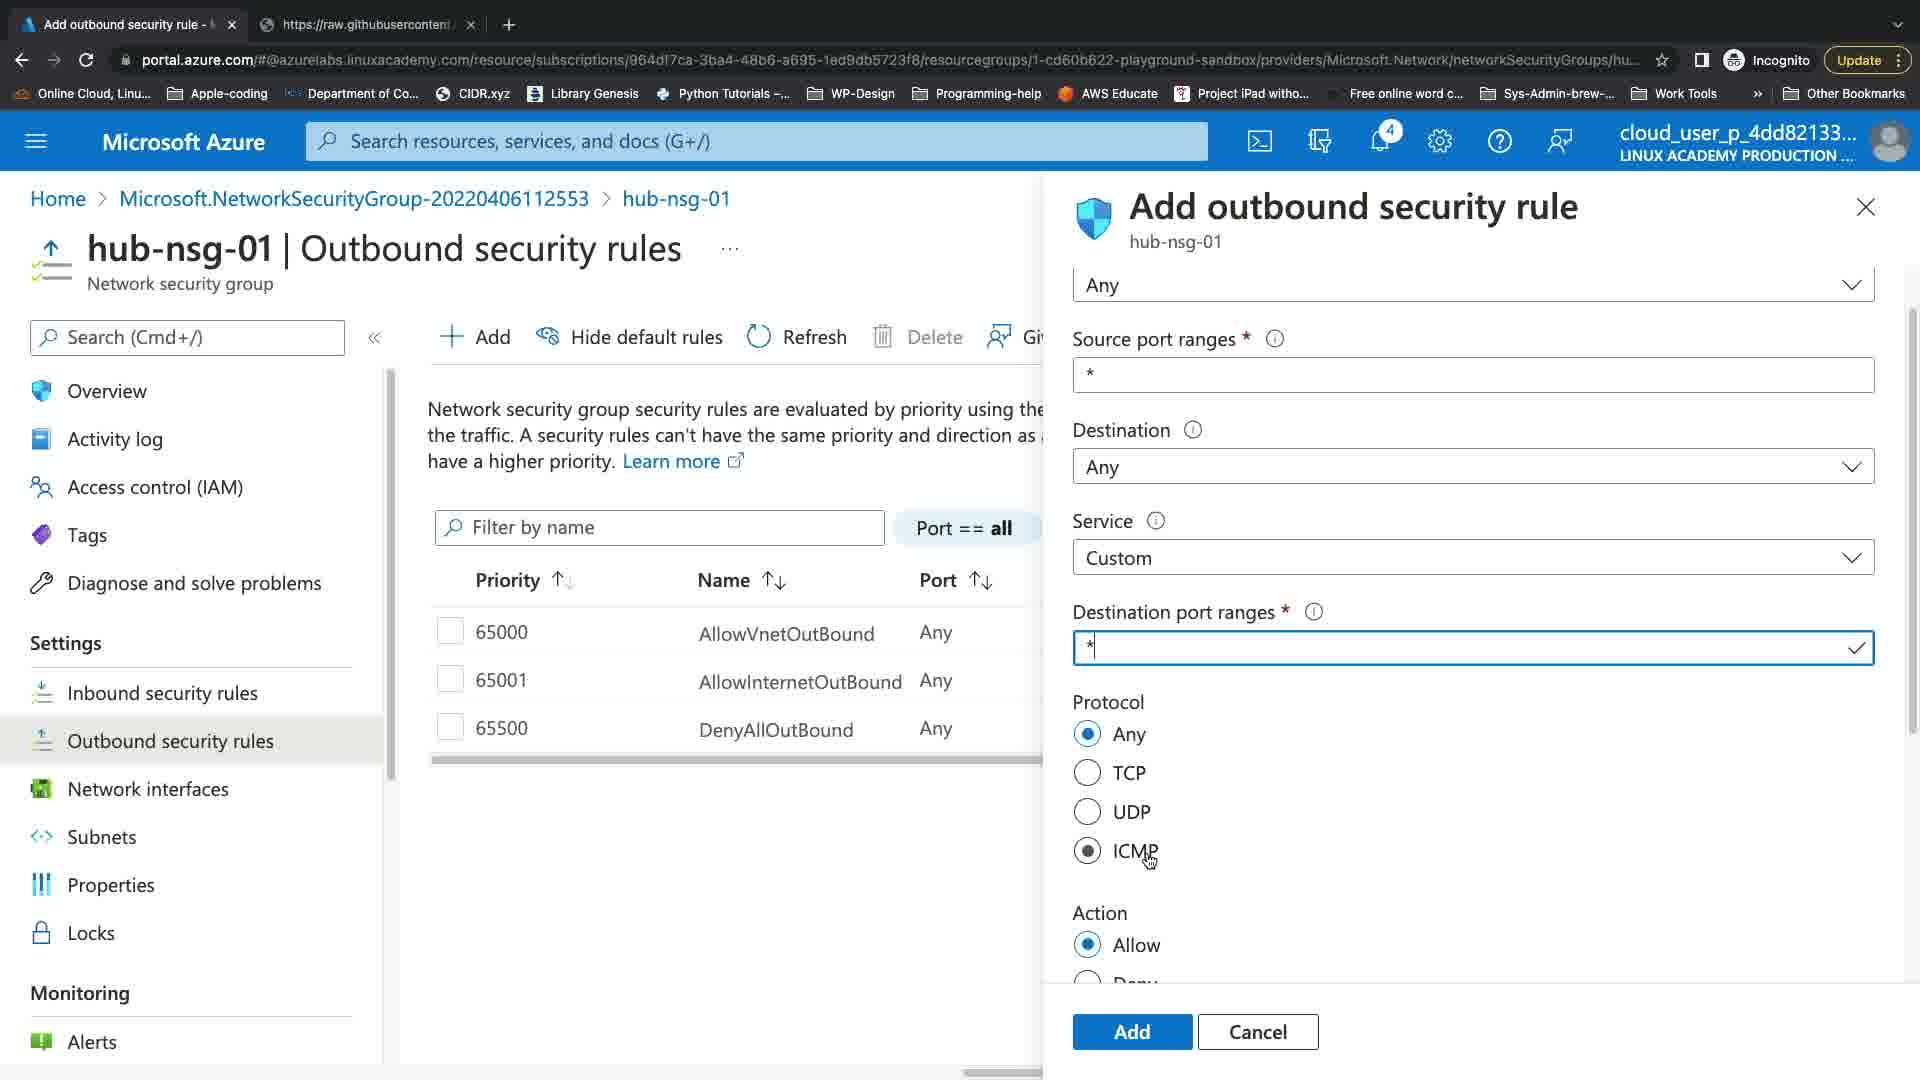 Add outbound security rule -
https://raw.githubusercontent
portal.azure.com/#@azurelabs.linuxacademy.com/resource/subscriptions/964df7ca-3ba4-48b6-a695-1ed9db5723f8/resourcegroups/1-cd60b622-playground-sandbox/providers/Microsoft.Network/networkSecurityGroups/hu...
Incognito
Update
Online Cloud, Linu...
Apple-coding
Department of Co...
CIDR.xyz
Library Genesis
Python Tutorials –...
WP-Design
Programming-help
AWS Educate
Project iPad witho...
Free online word c...
Sys-Admin-brew-...
Work Tools
»
Other Bookmarks
Microsoft Azure
Search resources, services, and docs (G+/)
4
cloud_user_p_4dd82133...
LINUX ACADEMY PRODUCTION ...
Home > Microsoft.NetworkSecurityGroup-20220406112553 > hub-nsg-01
hub-nsg-01 | Outbound security rules ...
Network security group
Search (Cmd+/)
«
Overview
Activity log
Access control (IAM)
Tags
Diagnose and solve problems
Settings
Inbound security rules
Outbound security rules
Network interfaces
Subnets
Properties
Locks
Monitoring
Alerts
Add
Hide default rules
Refresh
Delete
Gi
Network security group security rules are evaluated by priority using the
the traffic. A security rules can't have the same priority and direction as
have a higher priority. Learn more
Filter by name
Port == all
Priority Name Port
65000 AllowVnetOutBound Any
65001 AllowInternetOutBound Any
65500 DenyAllOutBound Any
Add outbound security rule
hub-nsg-01
Any
Source port ranges *
*
Destination
Any
Service
Custom
Destination port ranges *
*
Protocol
Any
TCP
UDP
ICMP
Action
Allow
Deny
Add
Cancel